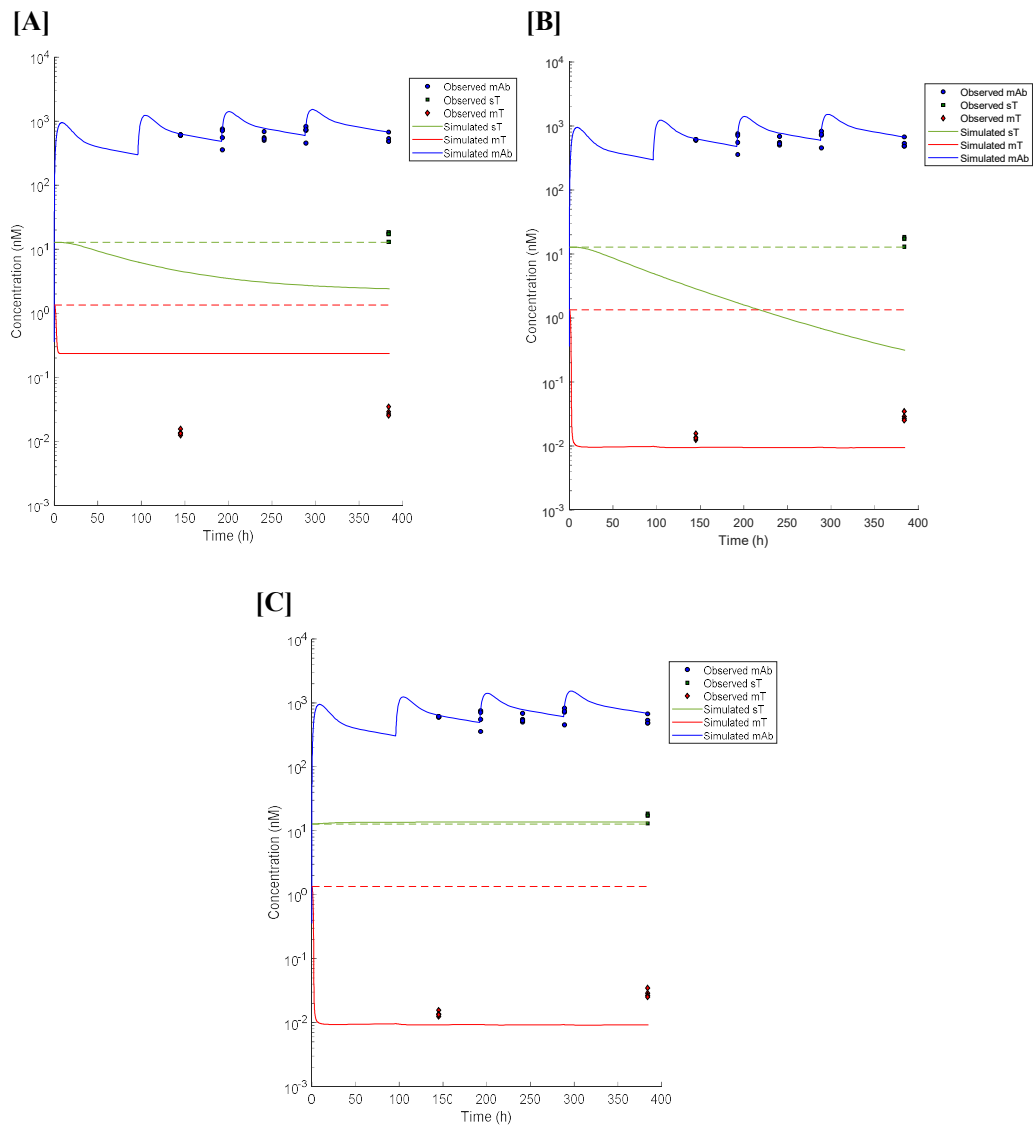 [A]
10^4
10^3
10^2
10^1
10^0
10^-1
10^-2
10^-3
Concentration (nM)
0 50 100 150 200 250 300 350 400
Time (h)
Observed mAb
Observed sT
Observed mT
Simulated sT
Simulated mT
Simulated mAb
[B]
10^4
10^3
10^2
10^1
10^0
10^-1
10^-2
10^-3
Concentration (nM)
0 50 100 150 200 250 300 350 400
Time (h)
Observed mAb
Observed sT
Observed mT
Simulated sT
Simulated mT
Simulated mAb
[C]
10^4
10^3
10^2
10^1
10^0
10^-1
10^-2
10^-3
Concentration (nM)
0 50 100 150 200 250 300 350 400
Time (h)
Observed mAb
Observed sT
Observed mT
Simulated sT
Simulated mT
Simulated mAb